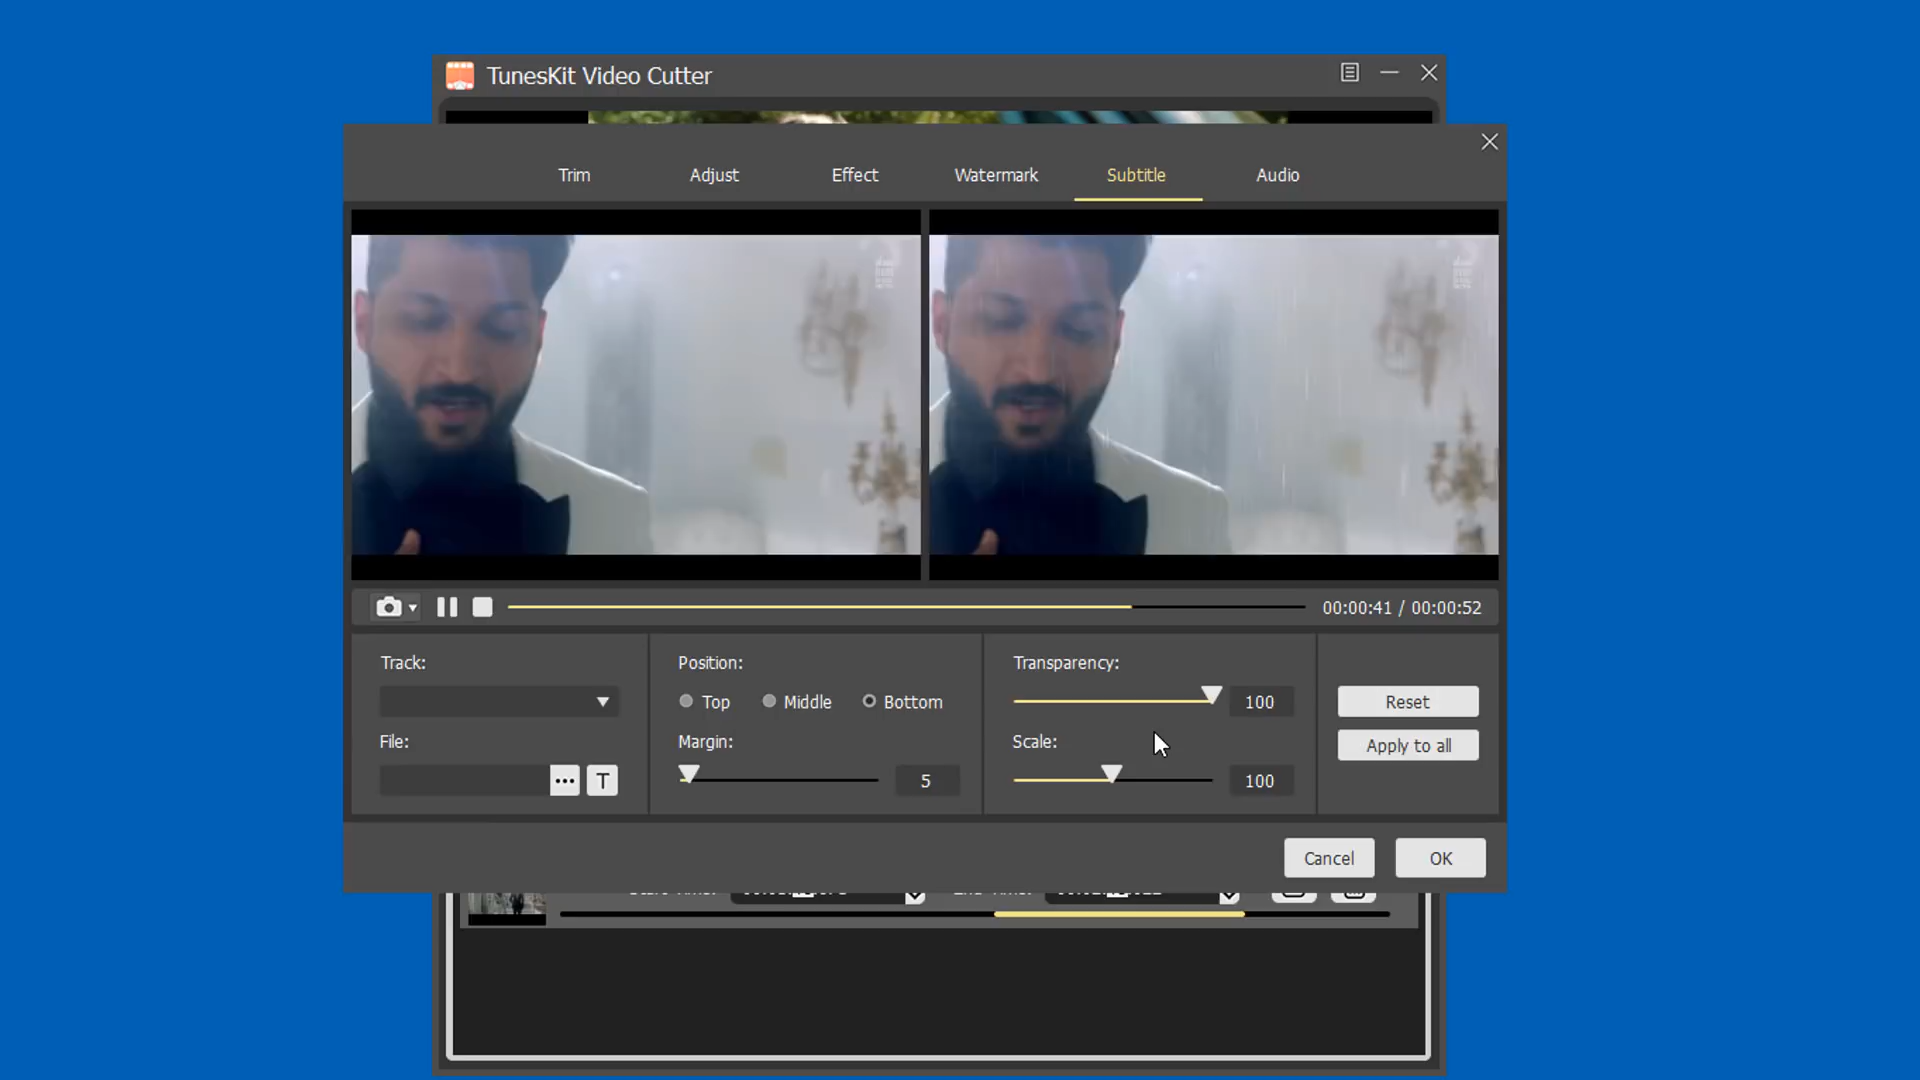 TunesKit Video Cutter
Trim Adjust Effect Watermark Subtitle Audio
00:00:41 / 00:00:52
Track: Position: Transparency:
Top Middle Bottom 100 Reset
File: Margin: Scale: Apply to all
T 5 100
Cancel OK